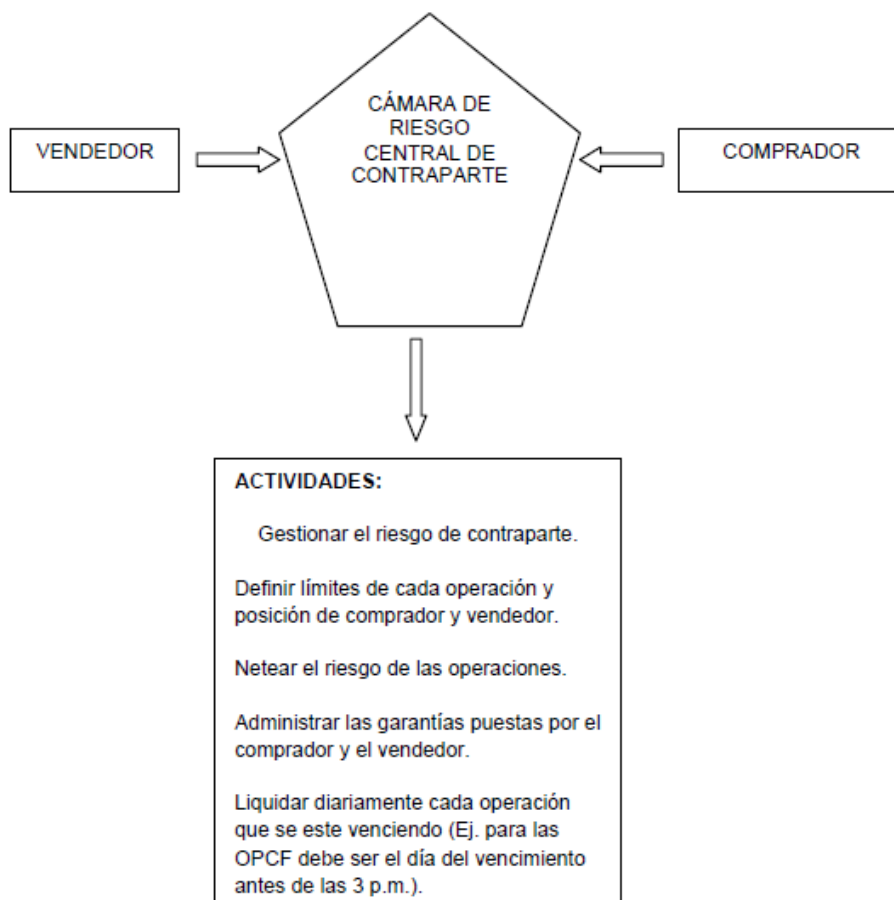 CÁMARA DE
RIESGO
CENTRAL DE
CONTRAPARTE
VENDEDOR
COMPRADOR
ACTIVIDADES:
Gestionar el riesgo de contraparte.
Definir límites de cada operación y
posición de comprador y vendedor.
Netear el riesgo de las operaciones.
Administrar las garantías puestas por el
comprador y el vendedor.
Liquidar diariamente cada operación
que se este venciendo (Ej. para las
OPCF debe ser el día del vencimiento
antes de las 3 p.m.).